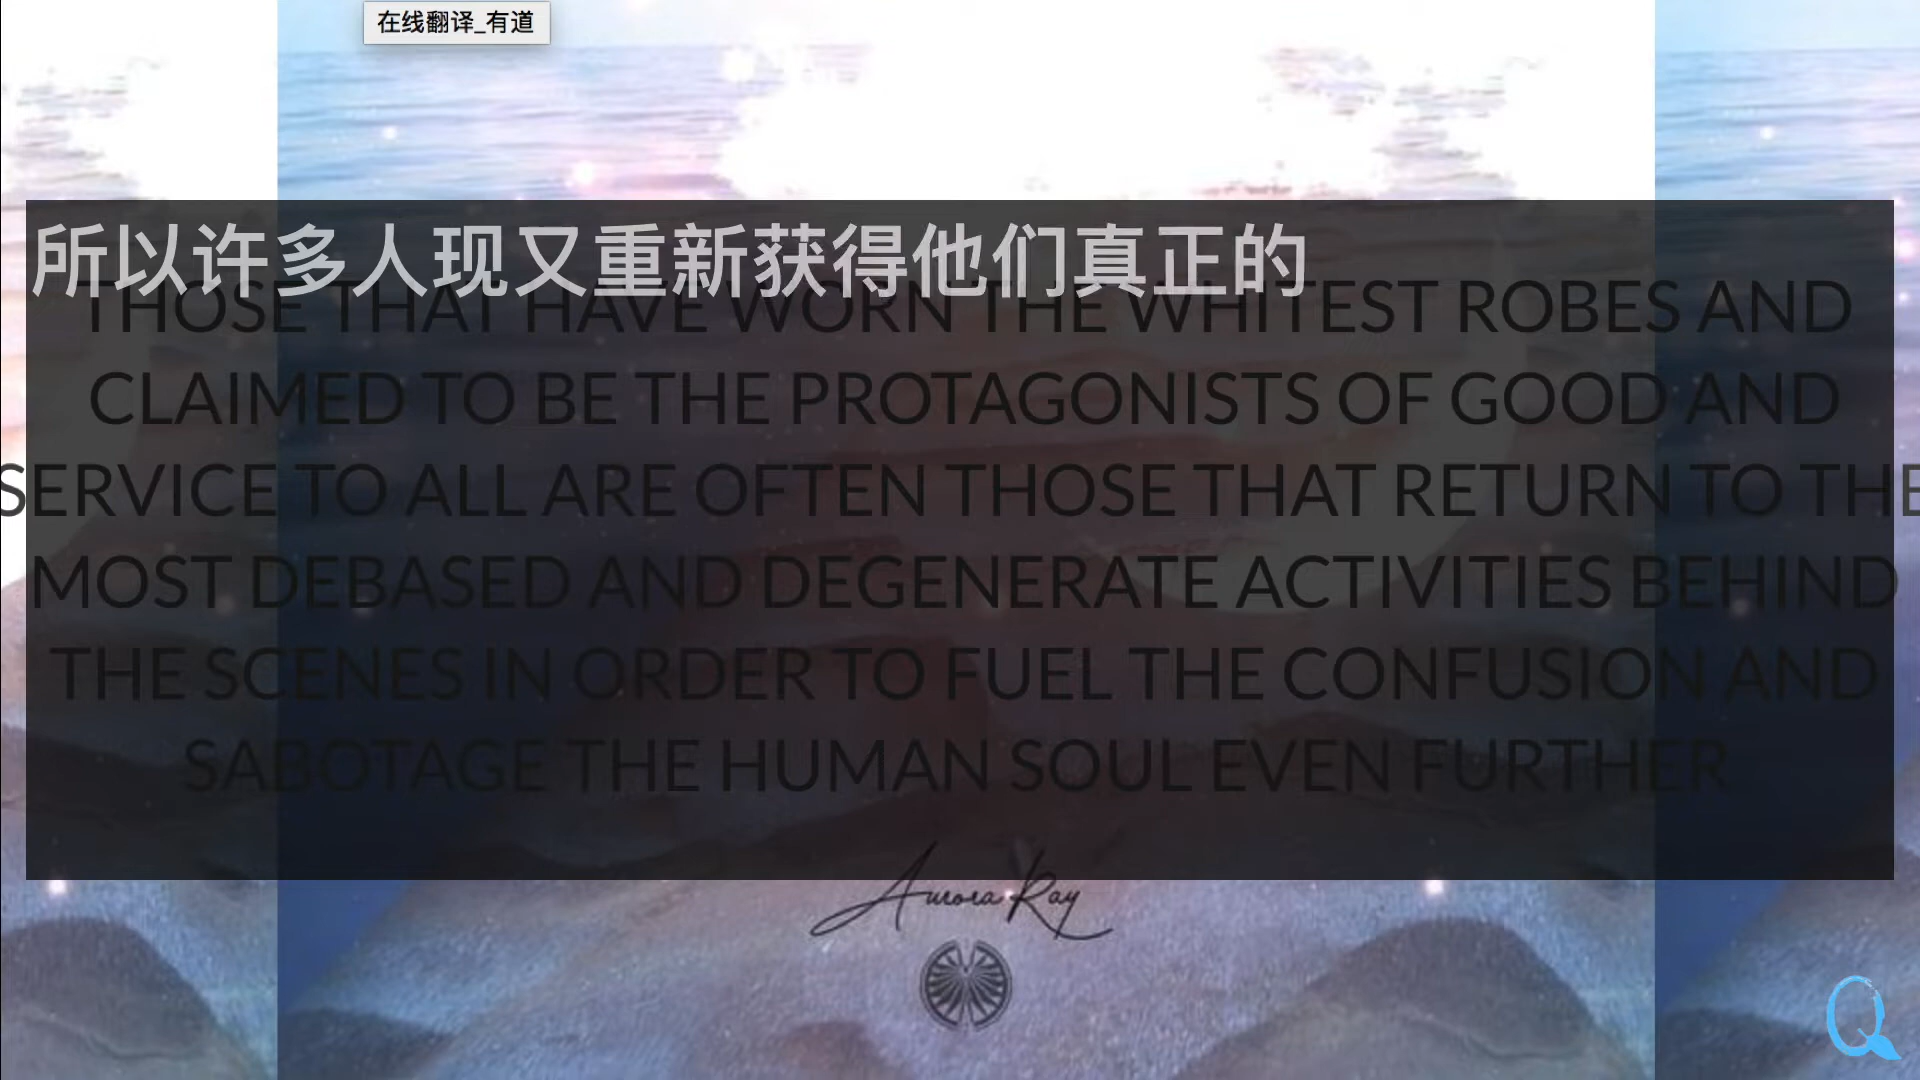 在线翻译_有道
所以许多人现又重新获得他们真正的
THOSE THAT HAVE WORN THE WHITEST ROBES AND
CLAIMED TO BE THE PROTAGONISTS OF GOOD AND
SERVICE TO ALL ARE OFTEN THOSE THAT RETURN TO THE
MOST DEBASED AND DEGENERATE ACTIVITIES BEHIND
THE SCENES IN ORDER TO FUEL THE CONFUSION AND
SABOTAGE THE HUMAN SOUL EVEN FURTHER
Aurora Ray
Q